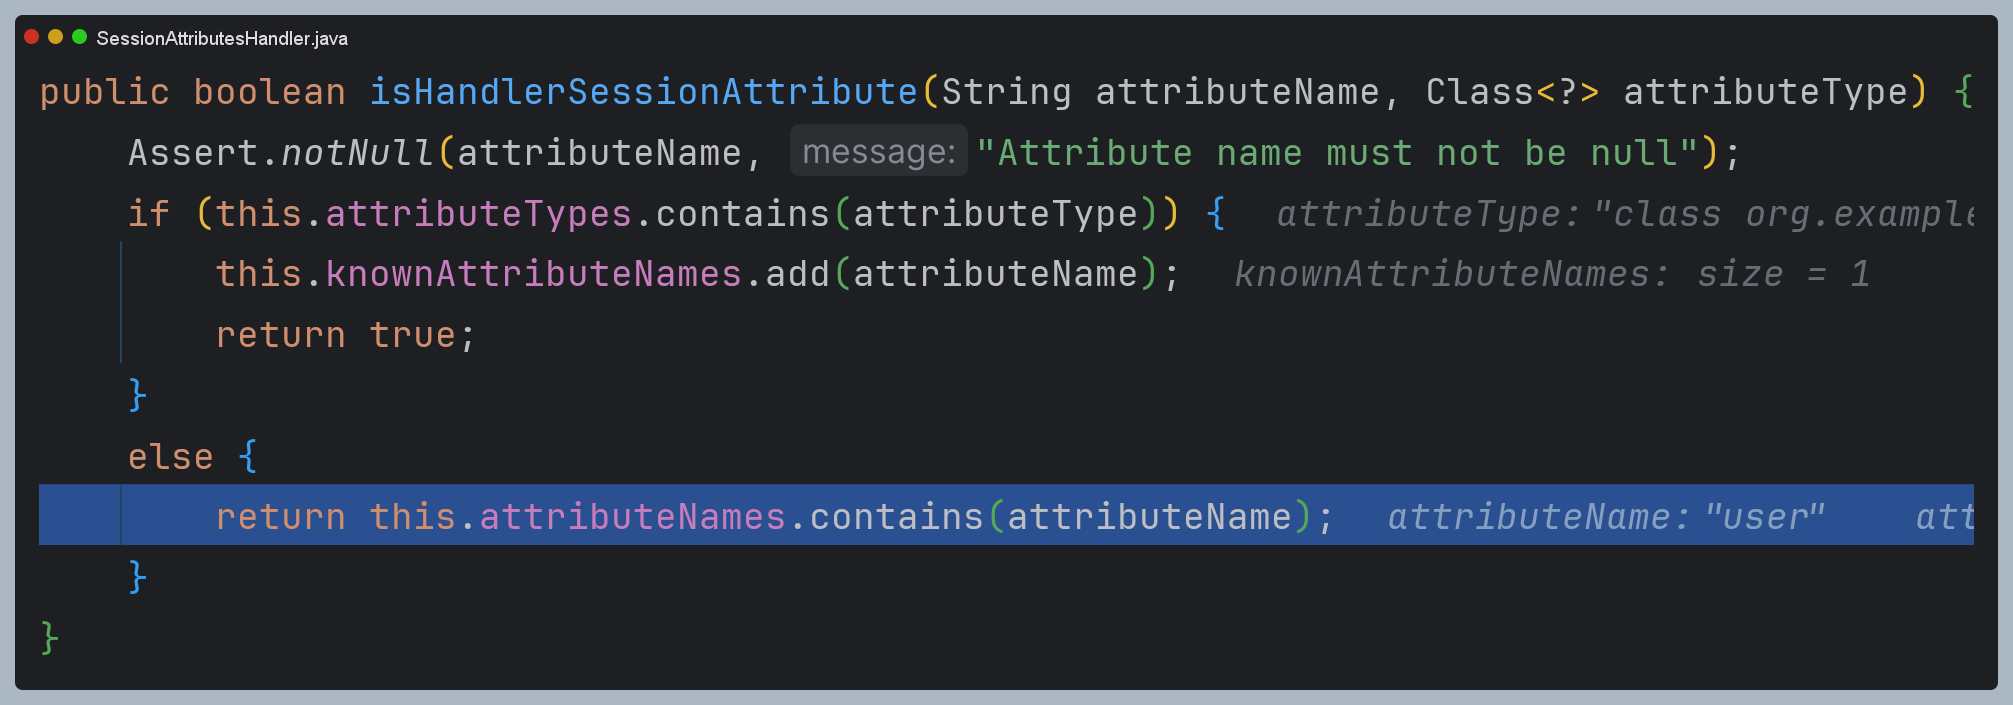 SessionAttributesHandler.java
public boolean isHandlerSessionAttribute(String attributeName, Class<?> attributeType) {
Assert.notNull(attributeName, message: "Attribute name must not be null");
if (this.attributeTypes.contains(attributeType)) { attributeType: "class org.example
this.knownAttributeNames.add(attributeName); knownAttributeNames: size = 1
return true;
}
else {
return this.attributeNames.contains(attributeName); attributeName: "user" att
}
}